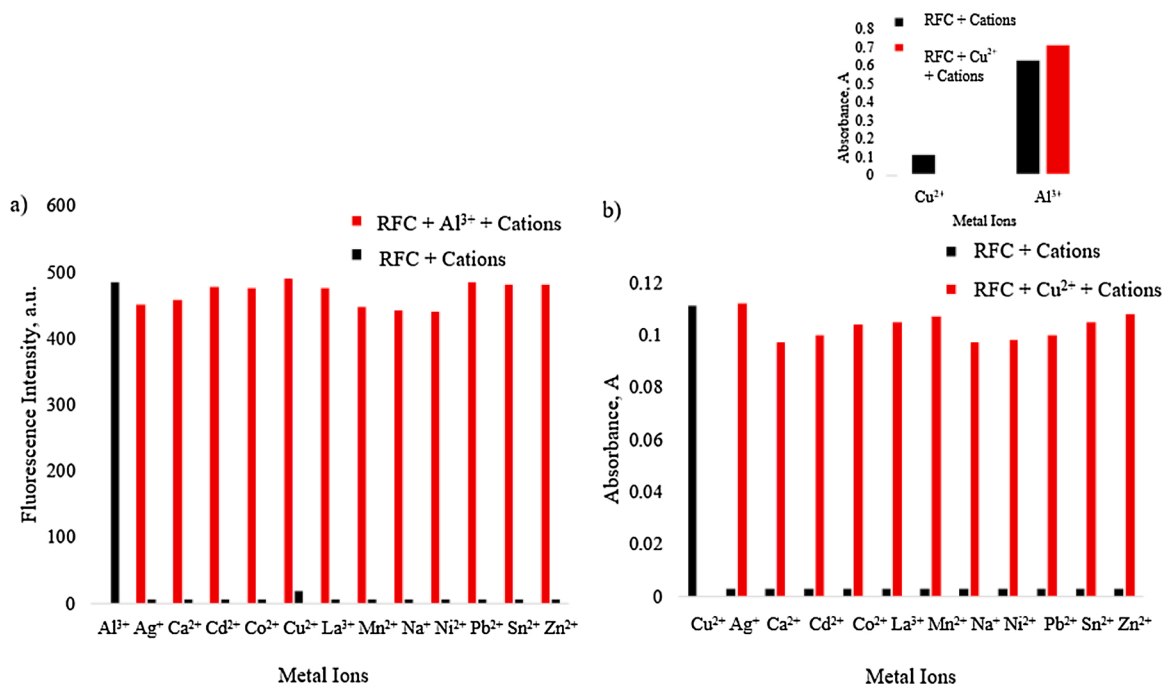 0.8
0.7
0.6
0.5
0.4
0.3
0.2
0.1
0
Absorbance, A
RFC + Cations
RFC + Cu²⁺
+ Cations
Cu²⁺ Al³⁺
Metal Ions
a)
600
500
400
300
200
100
0
Fluorescence Intensity, a.u.
RFC + Al³⁺ + Cations
RFC + Cations
Al³⁺ Ag⁺ Ca²⁺ Cd²⁺ Co²⁺ Cu²⁺ La³⁺ Mn²⁺ Na⁺ Ni²⁺ Pb²⁺ Sn²⁺ Zn²⁺
Metal Ions
b)
0.12
0.1
0.08
0.06
0.04
0.02
0
Absorbance, A
RFC + Cations
RFC + Cu²⁺ + Cations
Cu²⁺ Ag⁺ Ca²⁺ Cd²⁺ Co²⁺ La³⁺ Mn²⁺ Na⁺ Ni²⁺ Pb²⁺ Sn²⁺ Zn²⁺
Metal Ions